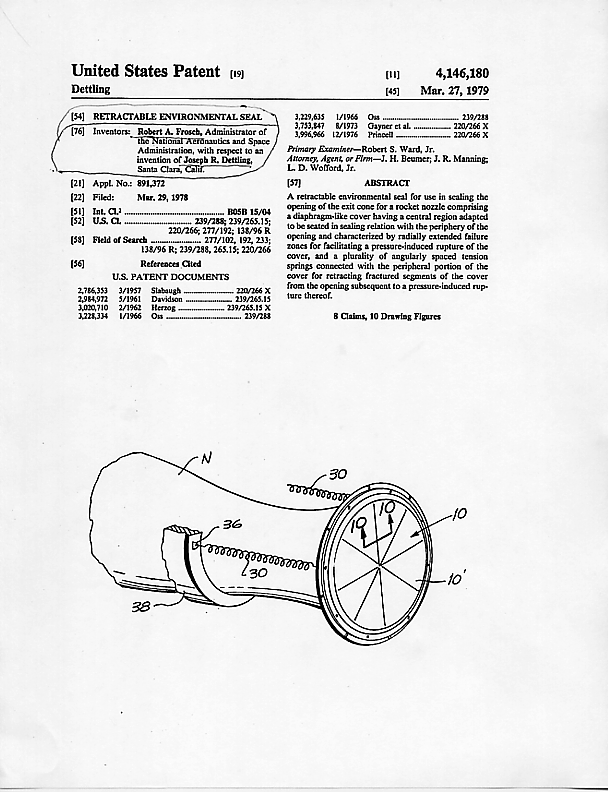 United States Patent [19]
[11] 4,146,180
Dettling
[45] Mar. 27, 1979
[54] RETRACTABLE ENVIRONMENTAL SEAL
[76] Inventors: Robert A. Frosch, Administrator of
the National Aeronautics and Space
Administration, with respect to an
invention of Joseph R. Dettling,
Santa Clara, Calif.
[21] Appl. No.: 891,372
[22] Filed: Mar. 29, 1978
[51] Int. Cl.² ............................ B05B 15/04
[52] U.S. Cl. ........................ 239/288; 239/265.15;
220/266; 277/192; 138/96 R
[58] Field of Search .................. 277/102, 192, 233;
138/96 R; 239/288, 265.15; 220/266
[56] References Cited
U.S. PATENT DOCUMENTS
2,786,353 3/1957 Slabaugh .................. 220/266 X
2,984,972 5/1961 Davidson .................. 239/265.15
3,020,710 2/1962 Herzog .................. 239/265.15 X
3,228,334 1/1966 Oss ............................ 239/288
3,229,635 1/1966 Oss ............................ 239/288
3,753,847 8/1973 Gayner et al. .............. 220/266 X
3,996,966 12/1976 Princell .................... 220/266 X
Primary Examiner—Robert S. Ward, Jr.
Attorney, Agent, or Firm—J. H. Beumer; J. R. Manning;
L. D. Wofford, Jr.
[57] ABSTRACT
A retractable environmental seal for use in sealing the
opening of the exit cone for a rocket nozzle comprising
a diaphragm-like cover having a central region adapted
to be seated in sealing relation with the periphery of the
opening and characterized by radially extended failure
zones for facilitating a pressure-induced rupture of the
cover, and a plurality of angularly spaced tension
springs connected with the peripheral portion of the
cover for retracting fractured segments of the cover
from the opening subsequent to a pressure-induced rup-
ture thereof.
8 Claims, 10 Drawing Figures
N
30
10
10
10
36
30
10'
38